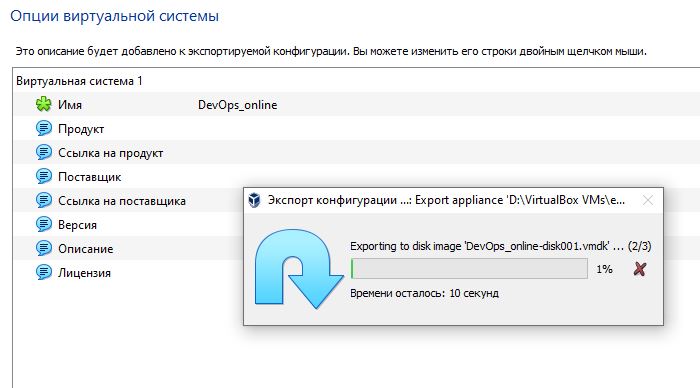 Опции виртуальной системы
Это описание будет добавлено к экспортируемой конфигурации. Вы можете изменить его строки двойным щелчком мыши.
Виртуальная система 1
Имя DevOps_online
Продукт
Ссылка на продукт
Поставщик
Ссылка на поставщика
Версия
Описание
Лицензия
Экспорт конфигурации ...: Export appliance 'D:\VirtualBox VMs\e...
Exporting to disk image 'DevOps_online-disk001.vmdk' ... (2/3)
1%
Времени осталось: 10 секунд